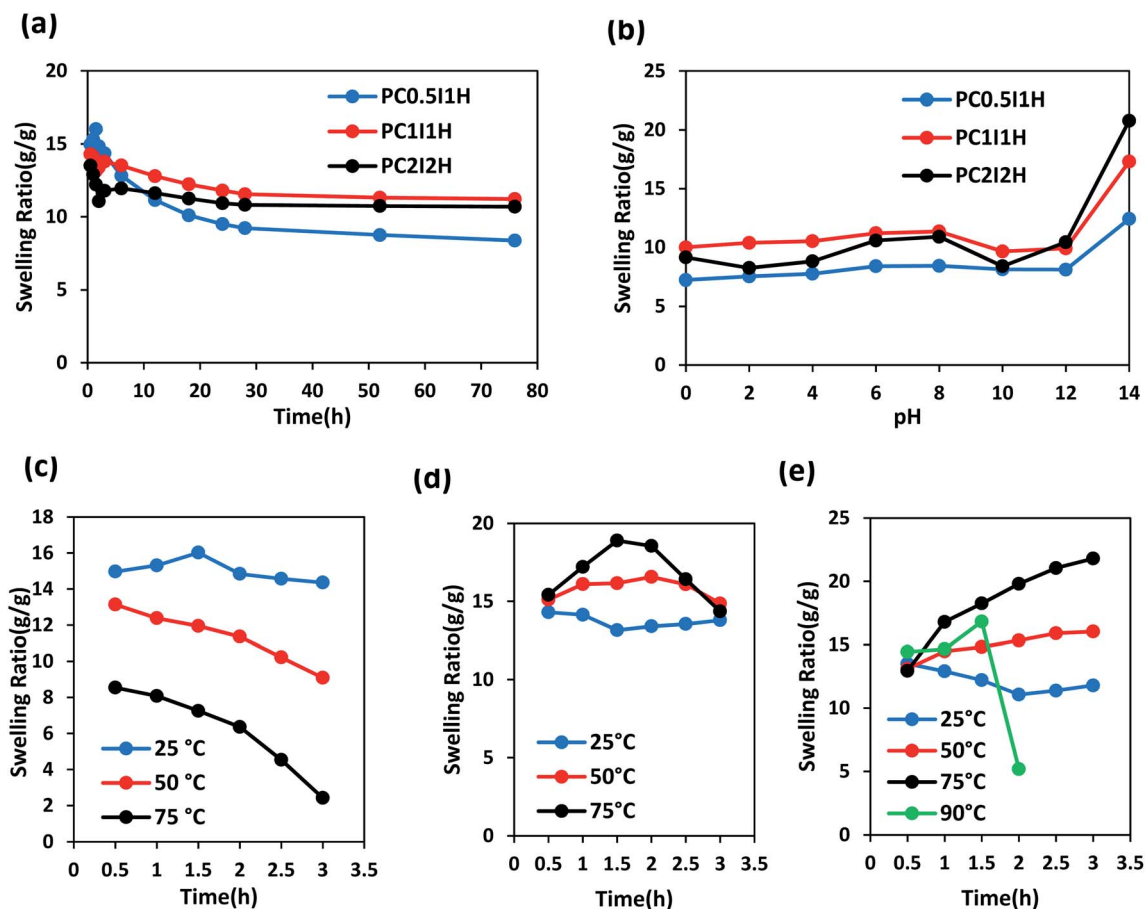 (a)
Swelling Ratio(g/g)
20
15
10
5
0
PC0.5I1H
PC1I1H
PC2I2H
0 10 20 30 40 50 60 70 80
Time(h)
(b)
Swelling Ratio(g/g)
25
20
15
10
5
0
PC0.5I1H
PC1I1H
PC2I2H
0 2 4 6 8 10 12 14
pH
(c)
Swelling Ratio(g/g)
18
16
14
12
10
8
6
4
2
0
25 °C
50 °C
75 °C
0 0.5 1 1.5 2 2.5 3 3.5
Time(h)
(d)
Swelling Ratio(g/g)
20
15
10
5
0
25°C
50°C
75°C
0 0.5 1 1.5 2 2.5 3 3.5
Time(h)
(e)
Swelling Ratio(g/g)
25
20
15
10
5
0
25°C
50°C
75°C
90°C
0 0.5 1 1.5 2 2.5 3 3.5
Time(h)